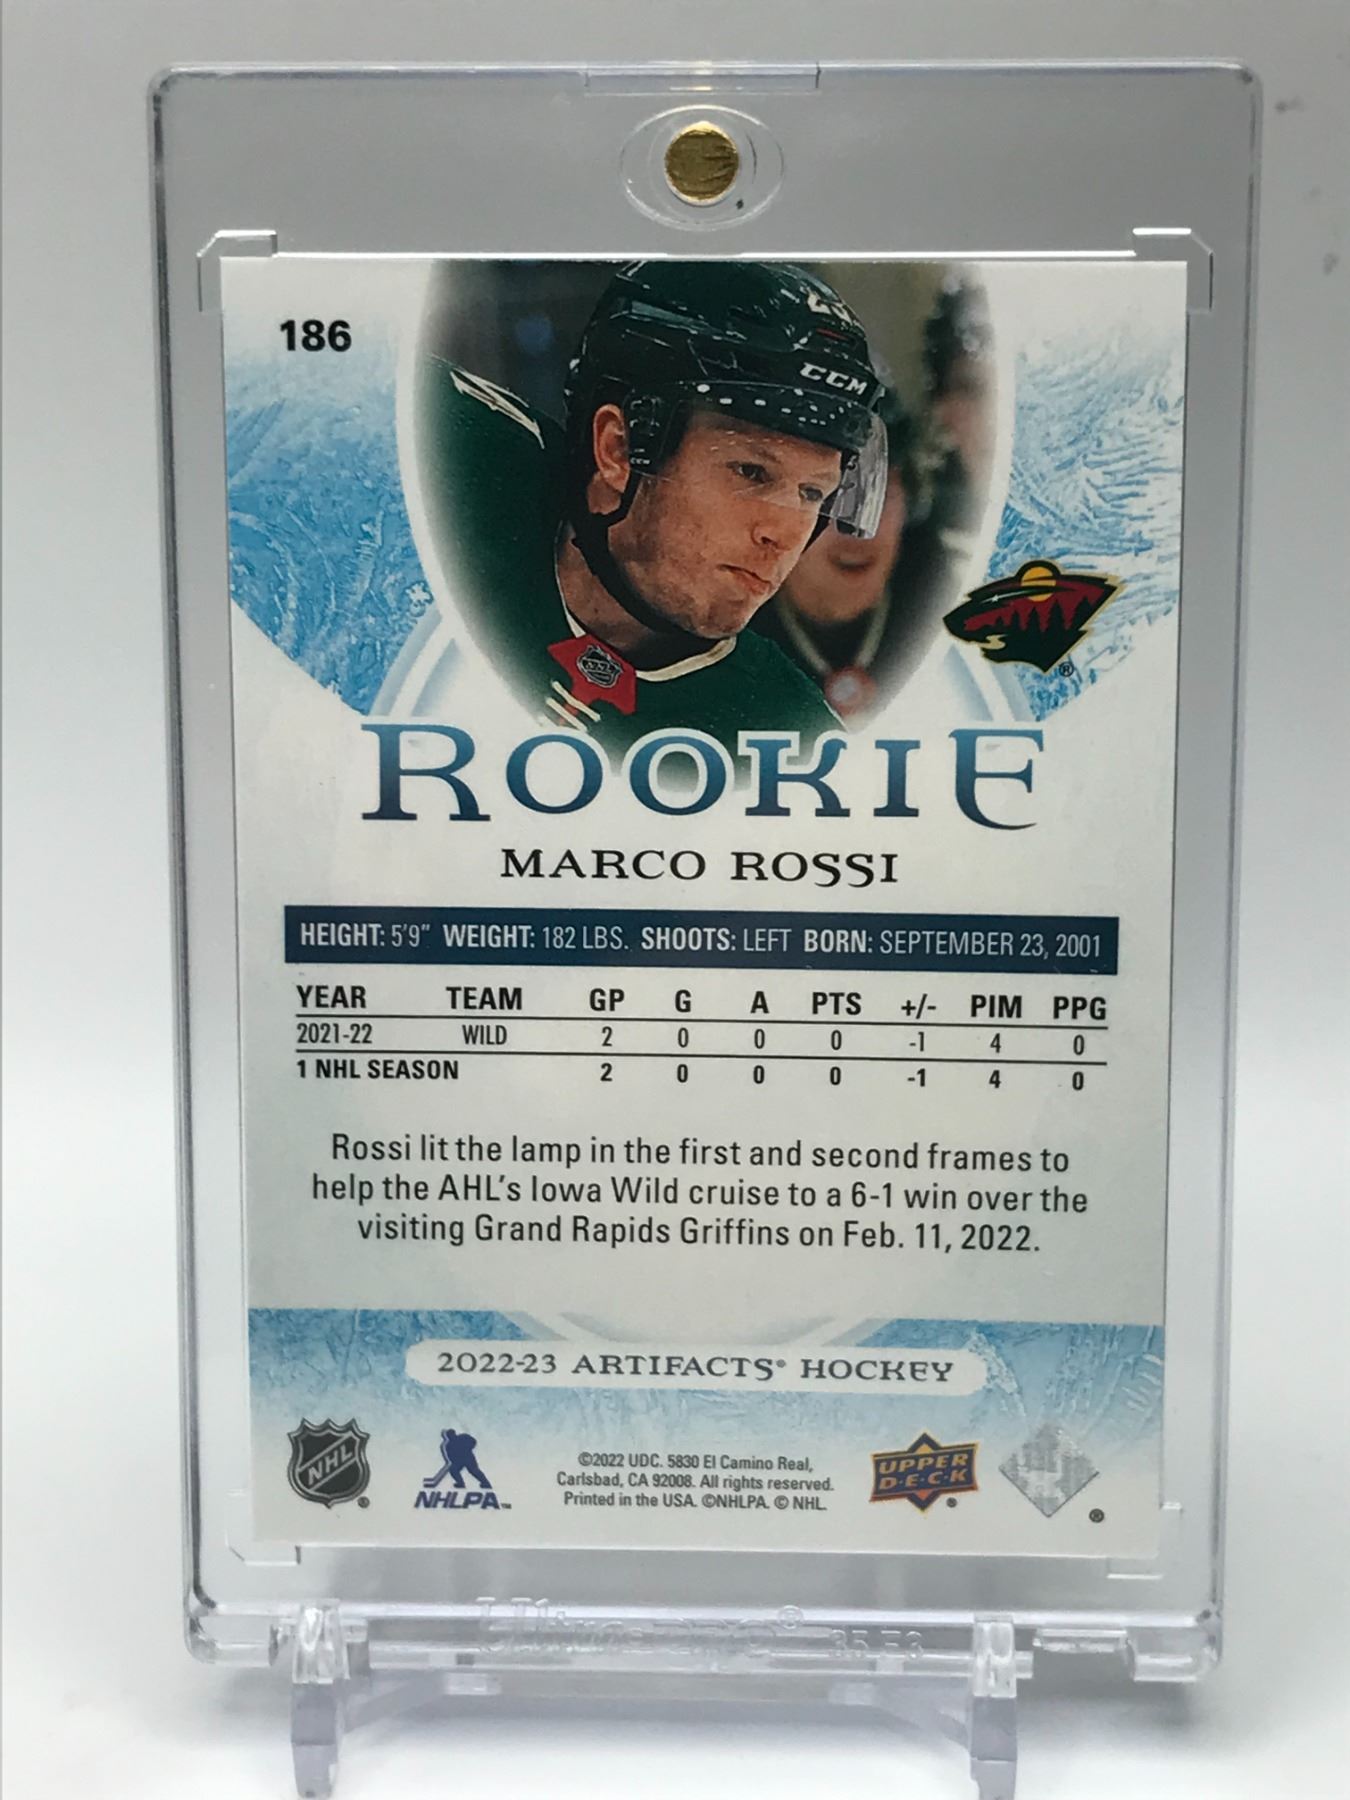 186
CCM
CCM
NHL
®
ROOKIE
MARCO ROSSI
HEIGHT: 5'9" WEIGHT: 182 LBS. SHOOTS: LEFT BORN: SEPTEMBER 23, 2001
YEAR TEAM GP G A PTS +/- PIM PPG
2021-22 WILD 2 0 0 0 -1 4 0
1 NHL SEASON 2 0 0 0 -1 4 0
Rossi lit the lamp in the first and second frames to
help the AHL's Iowa Wild cruise to a 6-1 win over the
visiting Grand Rapids Griffins on Feb. 11, 2022.
2022-23 ARTIFACTS® HOCKEY
NHL ®
NHLPA™
©2022 UDC. 5830 El Camino Real,
Carlsbad, CA 92008. All rights reserved.
Printed in the USA. ©NHLPA. © NHL.
UPPER
D·E·C·K ®
®
Ultra PRO®